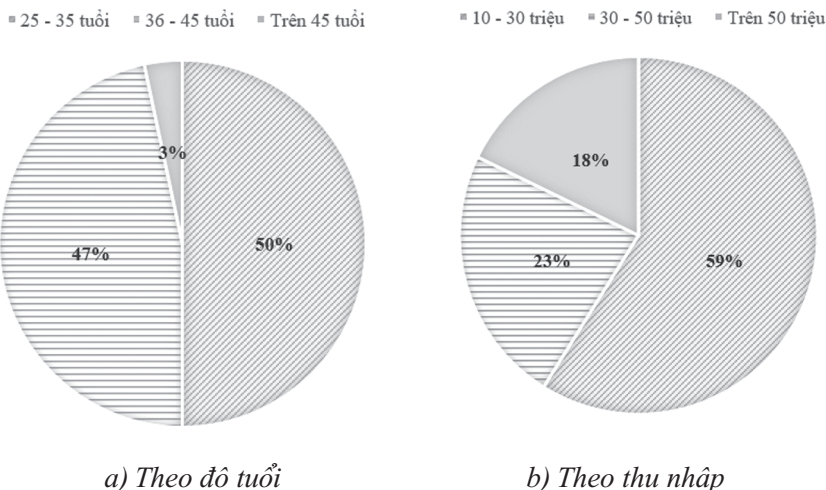 25 - 35 tuổi 36 - 45 tuổi Trên 45 tuổi
3%
47%
50%
a) Theo độ tuổi
10 - 30 triệu 30 - 50 triệu Trên 50 triệu
18%
23%
59%
b) Theo thu nhập